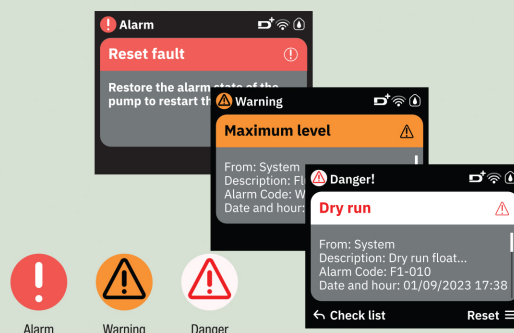 Alarm
Reset fault
Restore the alarm state of the
pump to restart
Warning
Maximum level
From: System
Description:
Alarm Code:
Date and hour:
Danger!
Dry run
From: System
Description: Dry run float...
Alarm Code: F1-010
Date and hour: 01/09/2023 17:38
Check list
Reset
Alarm
Warning
Danger